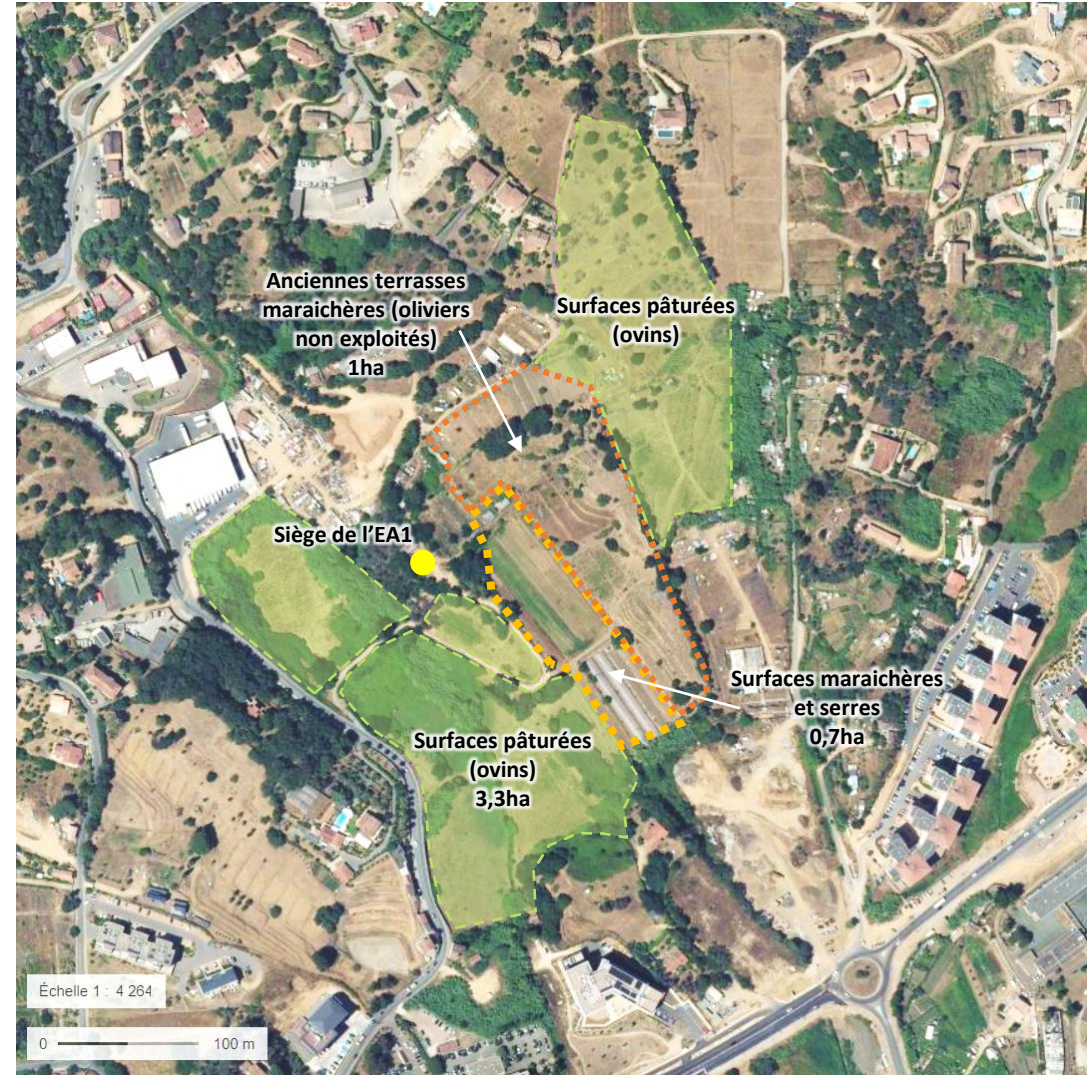 Anciennes terrasses
maraichères (oliviers
non exploités)
1ha
Surfaces pâturées
(ovins)
Siège de l'EA1
Surfaces maraichères
et serres
0,7ha
Surfaces pâturées
(ovins)
3,3ha
Échelle 1 : 4 264
0 100 m